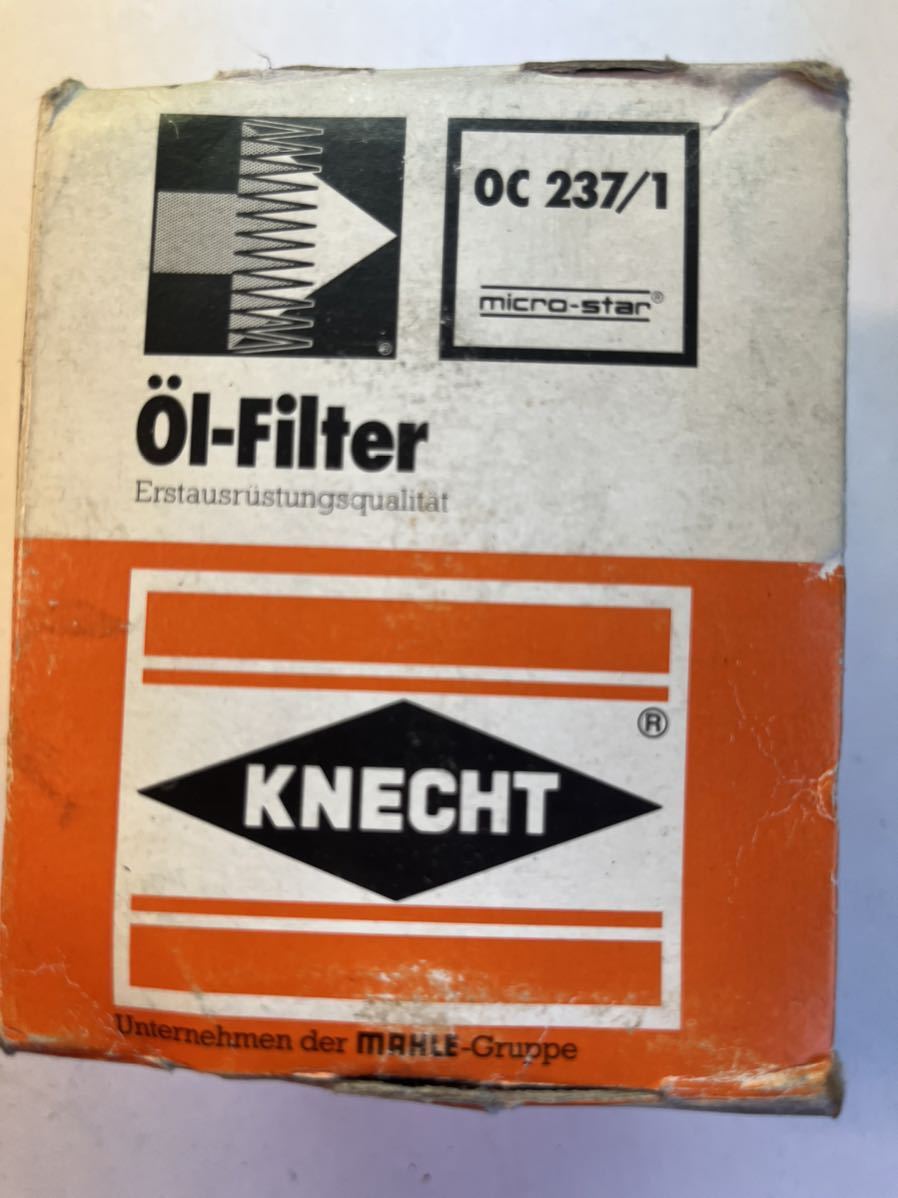 OC 237/1
micro-star®
®
Öl-Filter
Erstausrüstungsqualität
®
KNECHT
Unternehmen der MAHLE-Gruppe